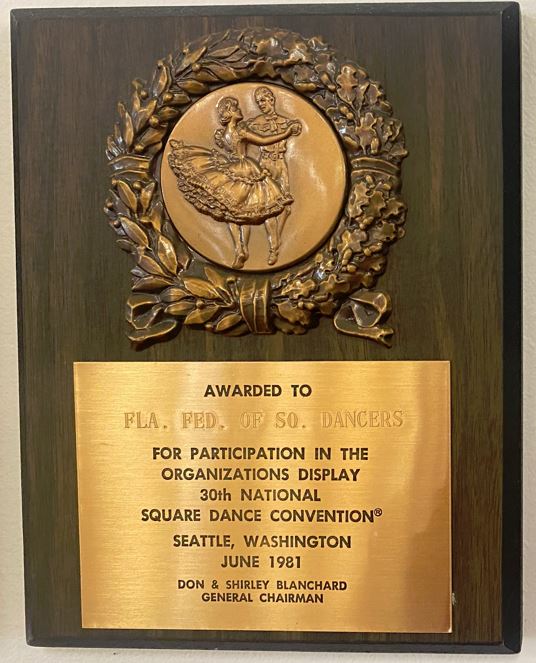 AWARDED TO
FLA. FED. OF SQ. DANCERS
FOR PARTICIPATION IN THE
ORGANIZATIONS DISPLAY
30th NATIONAL
SQUARE DANCE CONVENTION®
SEATTLE, WASHINGTON
JUNE 1981
DON & SHIRLEY BLANCHARD
GENERAL CHAIRMAN